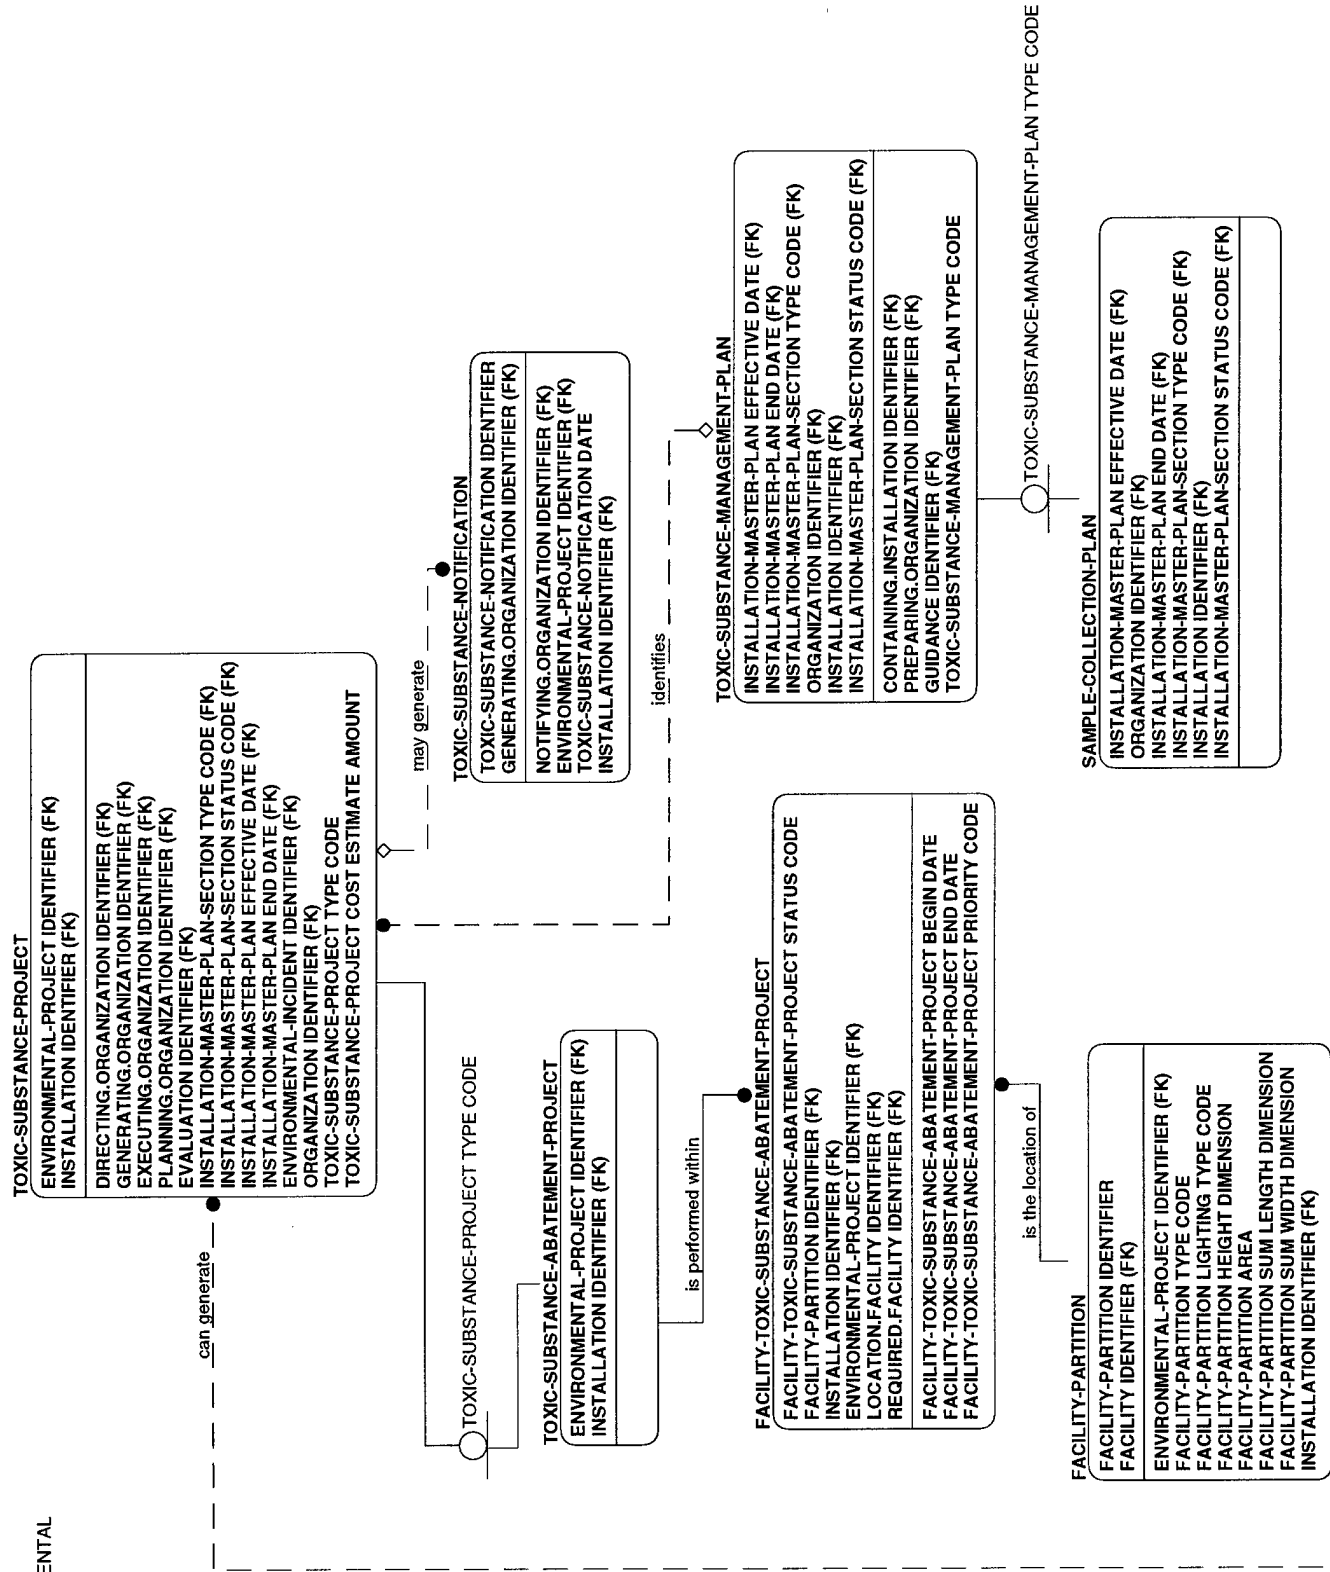 ENTAL
TOXIC-SUBSTANCE-PROJECT
ENVIRONMENTAL-PROJECT IDENTIFIER (FK)
INSTALLATION IDENTIFIER (FK)
DIRECTING.ORGANIZATION IDENTIFIER (FK)
GENERATING.ORGANIZATION IDENTIFIER (FK)
EXECUTING.ORGANIZATION IDENTIFIER (FK)
PLANNING.ORGANIZATION IDENTIFIER (FK)
EVALUATION IDENTIFIER (FK)
INSTALLATION-MASTER-PLAN-SECTION TYPE CODE (FK)
INSTALLATION-MASTER-PLAN-SECTION STATUS CODE (FK)
INSTALLATION-MASTER-PLAN EFFECTIVE DATE (FK)
INSTALLATION-MASTER-PLAN END DATE (FK)
ENVIRONMENTAL-INCIDENT IDENTIFIER (FK)
ORGANIZATION IDENTIFIER (FK)
TOXIC-SUBSTANCE-PROJECT TYPE CODE
TOXIC-SUBSTANCE-PROJECT COST ESTIMATE AMOUNT
can generate
may generate
TOXIC-SUBSTANCE-NOTIFICATION
TOXIC-SUBSTANCE-NOTIFICATION IDENTIFIER
GENERATING.ORGANIZATION IDENTIFIER (FK)
NOTIFYING.ORGANIZATION IDENTIFIER (FK)
ENVIRONMENTAL-PROJECT IDENTIFIER (FK)
TOXIC-SUBSTANCE-NOTIFICATION DATE
INSTALLATION IDENTIFIER (FK)
identifies
TOXIC-SUBSTANCE-PROJECT TYPE CODE
TOXIC-SUBSTANCE-ABATEMENT-PROJECT
ENVIRONMENTAL-PROJECT IDENTIFIER (FK)
INSTALLATION IDENTIFIER (FK)
is performed within
TOXIC-SUBSTANCE-MANAGEMENT-PLAN
INSTALLATION-MASTER-PLAN EFFECTIVE DATE (FK)
INSTALLATION-MASTER-PLAN END DATE (FK)
INSTALLATION-MASTER-PLAN-SECTION TYPE CODE (FK)
ORGANIZATION IDENTIFIER (FK)
INSTALLATION IDENTIFIER (FK)
INSTALLATION-MASTER-PLAN-SECTION STATUS CODE (FK)
CONTAINING.INSTALLATION IDENTIFIER (FK)
PREPARING.ORGANIZATION IDENTIFIER (FK)
GUIDANCE IDENTIFIER (FK)
TOXIC-SUBSTANCE-MANAGEMENT-PLAN TYPE CODE
FACILITY-TOXIC-SUBSTANCE-ABATEMENT-PROJECT
FACILITY-TOXIC-SUBSTANCE-ABATEMENT-PROJECT STATUS CODE
FACILITY-PARTITION IDENTIFIER (FK)
INSTALLATION IDENTIFIER (FK)
ENVIRONMENTAL-PROJECT IDENTIFIER (FK)
LOCATION.FACILITY IDENTIFIER (FK)
REQUIRED.FACILITY IDENTIFIER (FK)
FACILITY-TOXIC-SUBSTANCE-ABATEMENT-PROJECT BEGIN DATE
FACILITY-TOXIC-SUBSTANCE-ABATEMENT-PROJECT END DATE
FACILITY-TOXIC-SUBSTANCE-ABATEMENT-PROJECT PRIORITY CODE
is the location of
TOXIC-SUBSTANCE-MANAGEMENT-PLAN TYPE CODE
FACILITY-PARTITION
FACILITY-PARTITION IDENTIFIER
FACILITY IDENTIFIER (FK)
ENVIRONMENTAL-PROJECT IDENTIFIER (FK)
FACILITY-PARTITION TYPE CODE
FACILITY-PARTITION LIGHTING TYPE CODE
FACILITY-PARTITION HEIGHT DIMENSION
FACILITY-PARTITION AREA
FACILITY-PARTITION SUM LENGTH DIMENSION
FACILITY-PARTITION SUM WIDTH DIMENSION
INSTALLATION IDENTIFIER (FK)
SAMPLE-COLLECTION-PLAN
INSTALLATION-MASTER-PLAN EFFECTIVE DATE (FK)
ORGANIZATION IDENTIFIER (FK)
INSTALLATION-MASTER-PLAN END DATE (FK)
INSTALLATION-MASTER-PLAN-SECTION TYPE CODE (FK)
INSTALLATION IDENTIFIER (FK)
INSTALLATION-MASTER-PLAN-SECTION STATUS CODE (FK)